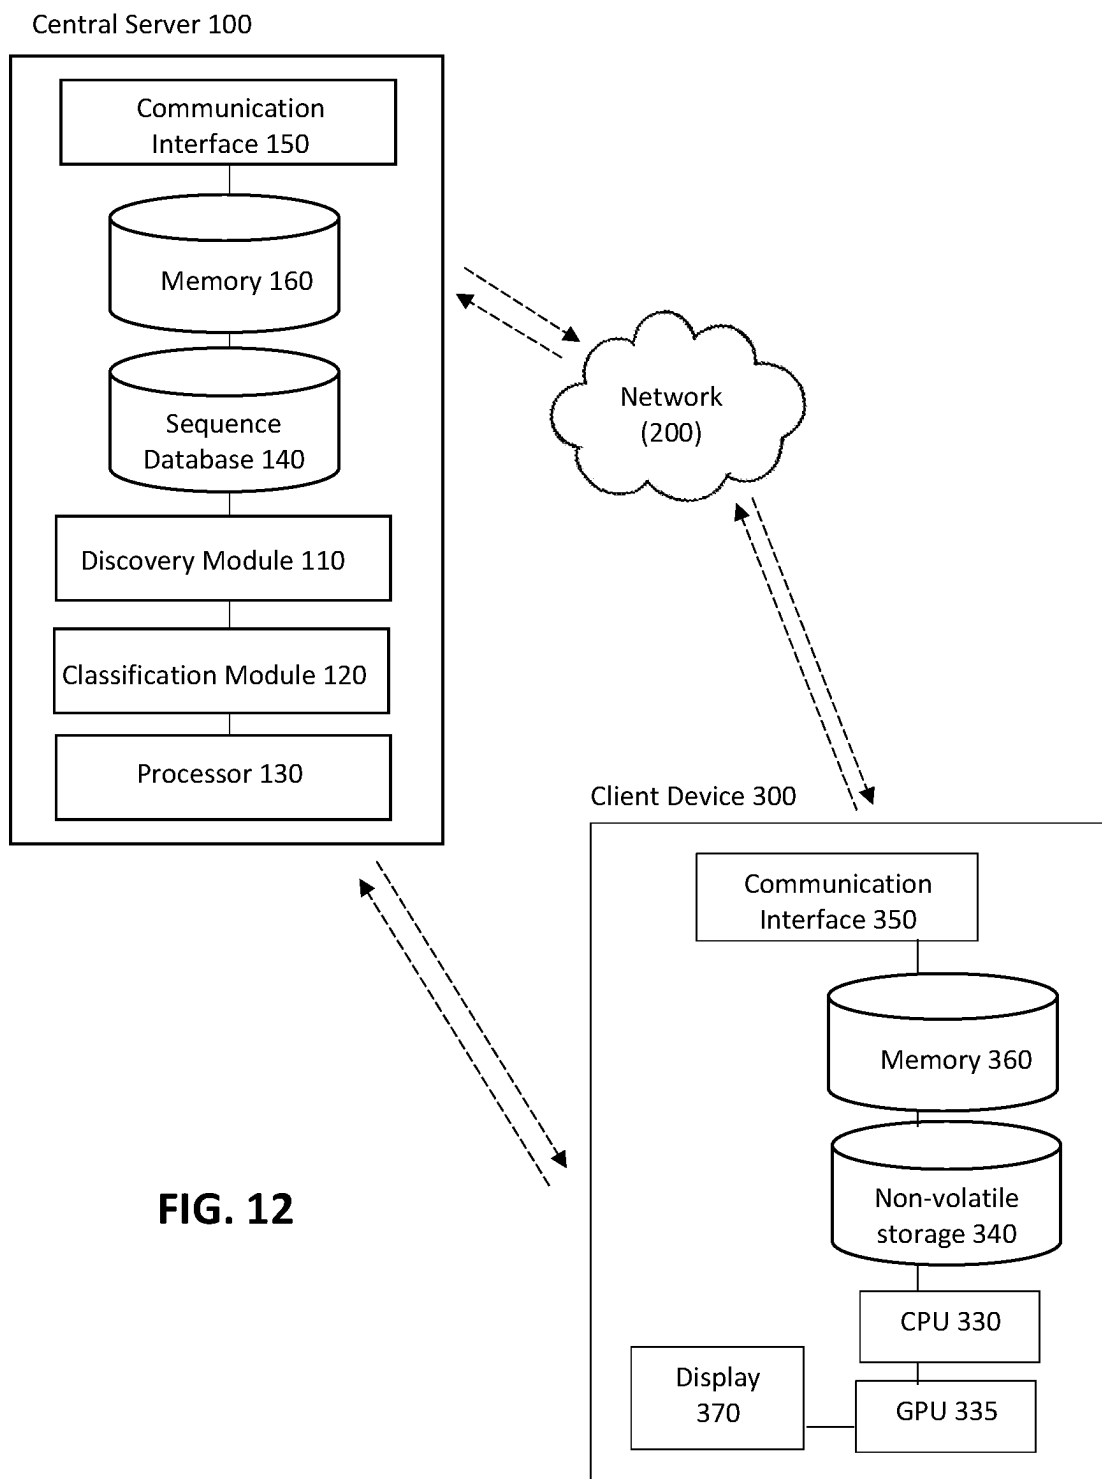 Central Server 100
Communication
Interface 150
Memory 160
Sequence
Database 140
Discovery Module 110
Classification Module 120
Processor 130
Network
(200)
Client Device 300
Communication
Interface 350
Memory 360
Non-volatile
storage 340
CPU 330
GPU 335
Display
370
FIG. 12